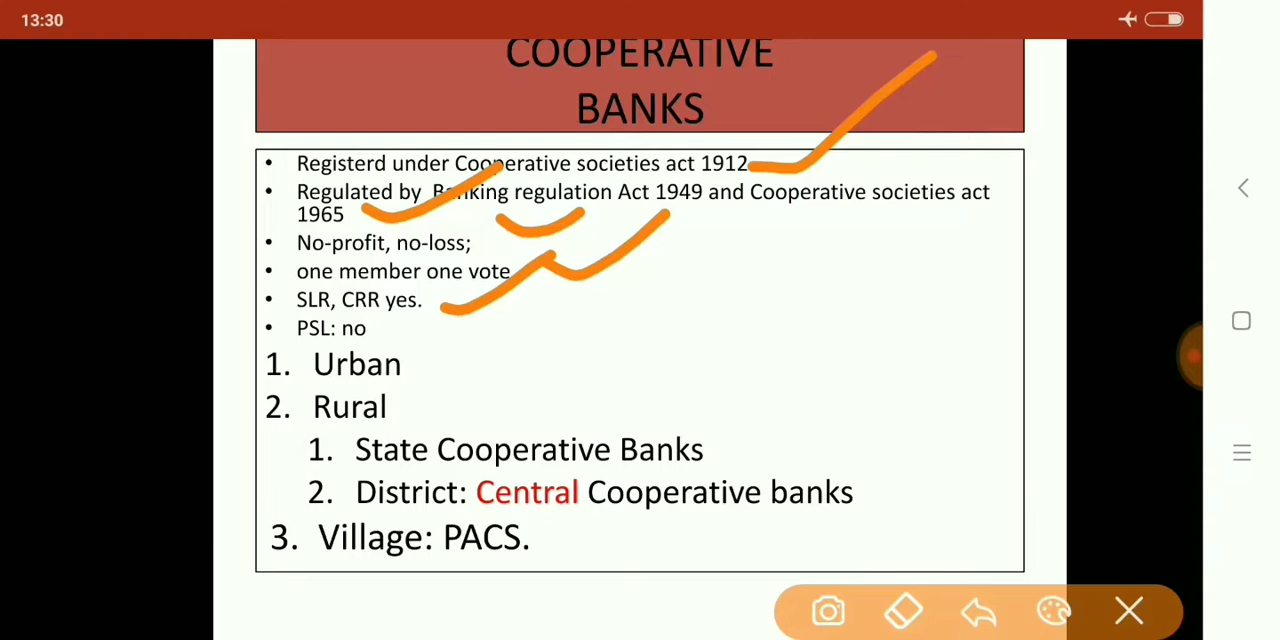 13:30
COOPERATIVE
BANKS
• Registerd under Cooperative societies act 1912
• Regulated by Banking regulation Act 1949 and Cooperative societies act
1965
• No-profit, no-loss;
• one member one vote
• SLR, CRR yes.
• PSL: no
1. Urban
2. Rural
1. State Cooperative Banks
2. District: Central Cooperative banks
3. Village: PACS.